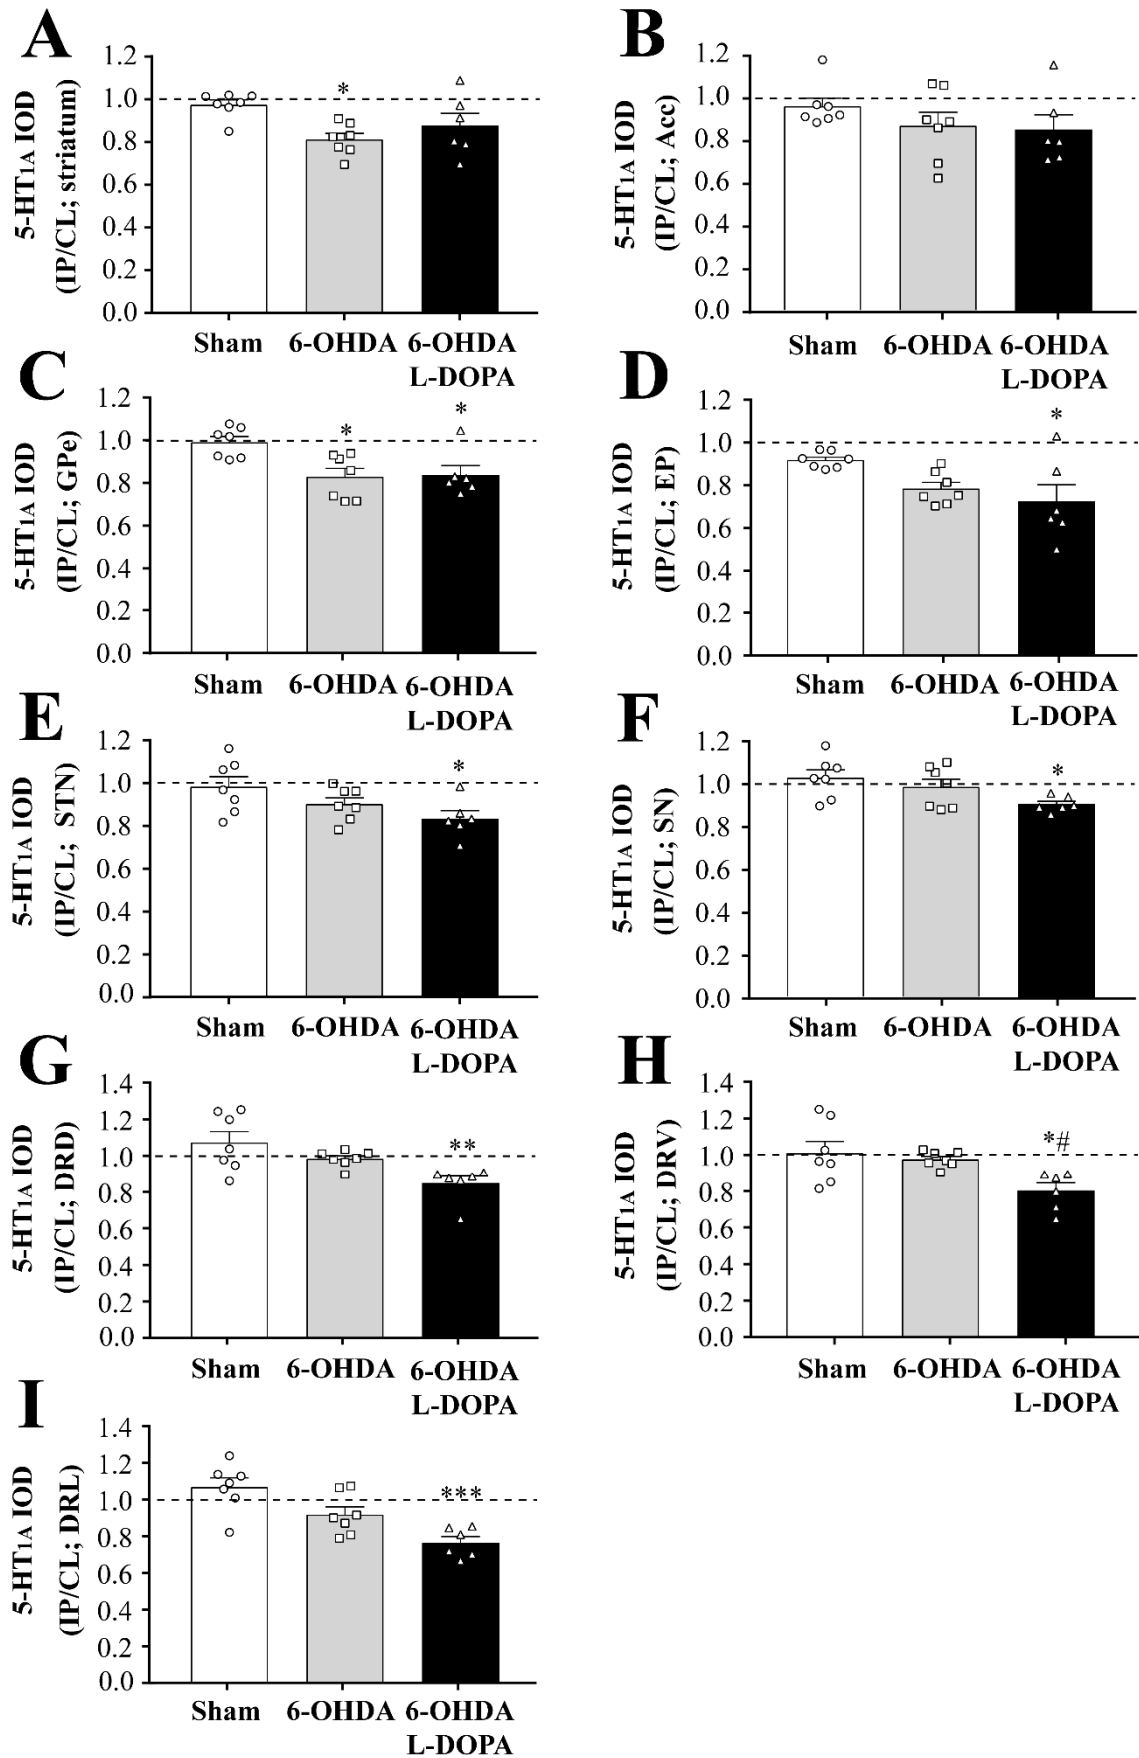 A
5-HT1A IOD
(IP/CL; striatum)
1.2
1.0
0.8
0.6
0.4
0.2
0.0
*
Sham 6-OHDA 6-OHDA
L-DOPA
B
5-HT1A IOD
(IP/CL; Acc)
1.2
1.0
0.8
0.6
0.4
0.2
0.0
Sham 6-OHDA 6-OHDA
L-DOPA
C
5-HT1A IOD
(IP/CL; GPe)
1.2
1.0
0.8
0.6
0.4
0.2
0.0
* *
Sham 6-OHDA 6-OHDA
L-DOPA
D
5-HT1A IOD
(IP/CL; EP)
1.2
1.0
0.8
0.6
0.4
0.2
0.0
*
Sham 6-OHDA 6-OHDA
L-DOPA
E
5-HT1A IOD
(IP/CL; STN)
1.2
1.0
0.8
0.6
0.4
0.2
0.0
*
Sham 6-OHDA 6-OHDA
L-DOPA
F
5-HT1A IOD
(IP/CL; SN)
1.2
1.0
0.8
0.6
0.4
0.2
0.0
*
Sham 6-OHDA 6-OHDA
L-DOPA
G
5-HT1A IOD
(IP/CL; DRD)
1.4
1.2
1.0
0.8
0.6
0.4
0.2
0.0
**
Sham 6-OHDA 6-OHDA
L-DOPA
H
5-HT1A IOD
(IP/CL; DRV)
1.4
1.2
1.0
0.8
0.6
0.4
0.2
0.0
*#
Sham 6-OHDA 6-OHDA
L-DOPA
I
5-HT1A IOD
(IP/CL; DRL)
1.4
1.2
1.0
0.8
0.6
0.4
0.2
0.0
***
Sham 6-OHDA 6-OHDA
L-DOPA